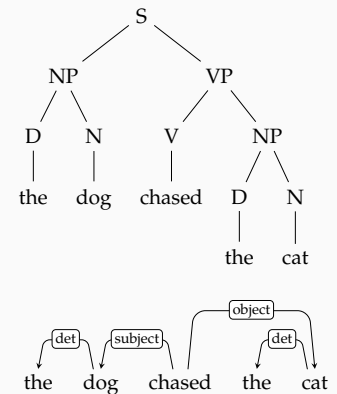 S
NP VP
D N V NP
the dog chased D N
the cat
object
det subject det
the dog chased the cat